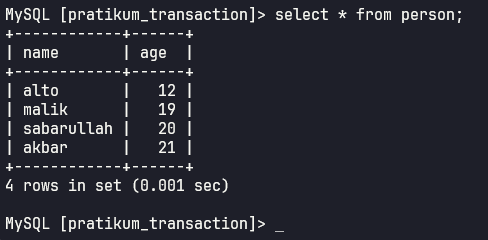 MySQL [pratikum_transaction]> select * from person;
+------------+------+
| name       | age  |
+------------+------+
| alto       |   12 |
| malik      |   19 |
| sabarullah |   20 |
| akbar      |   21 |
+------------+------+
4 rows in set (0.001 sec)

MySQL [pratikum_transaction]> _